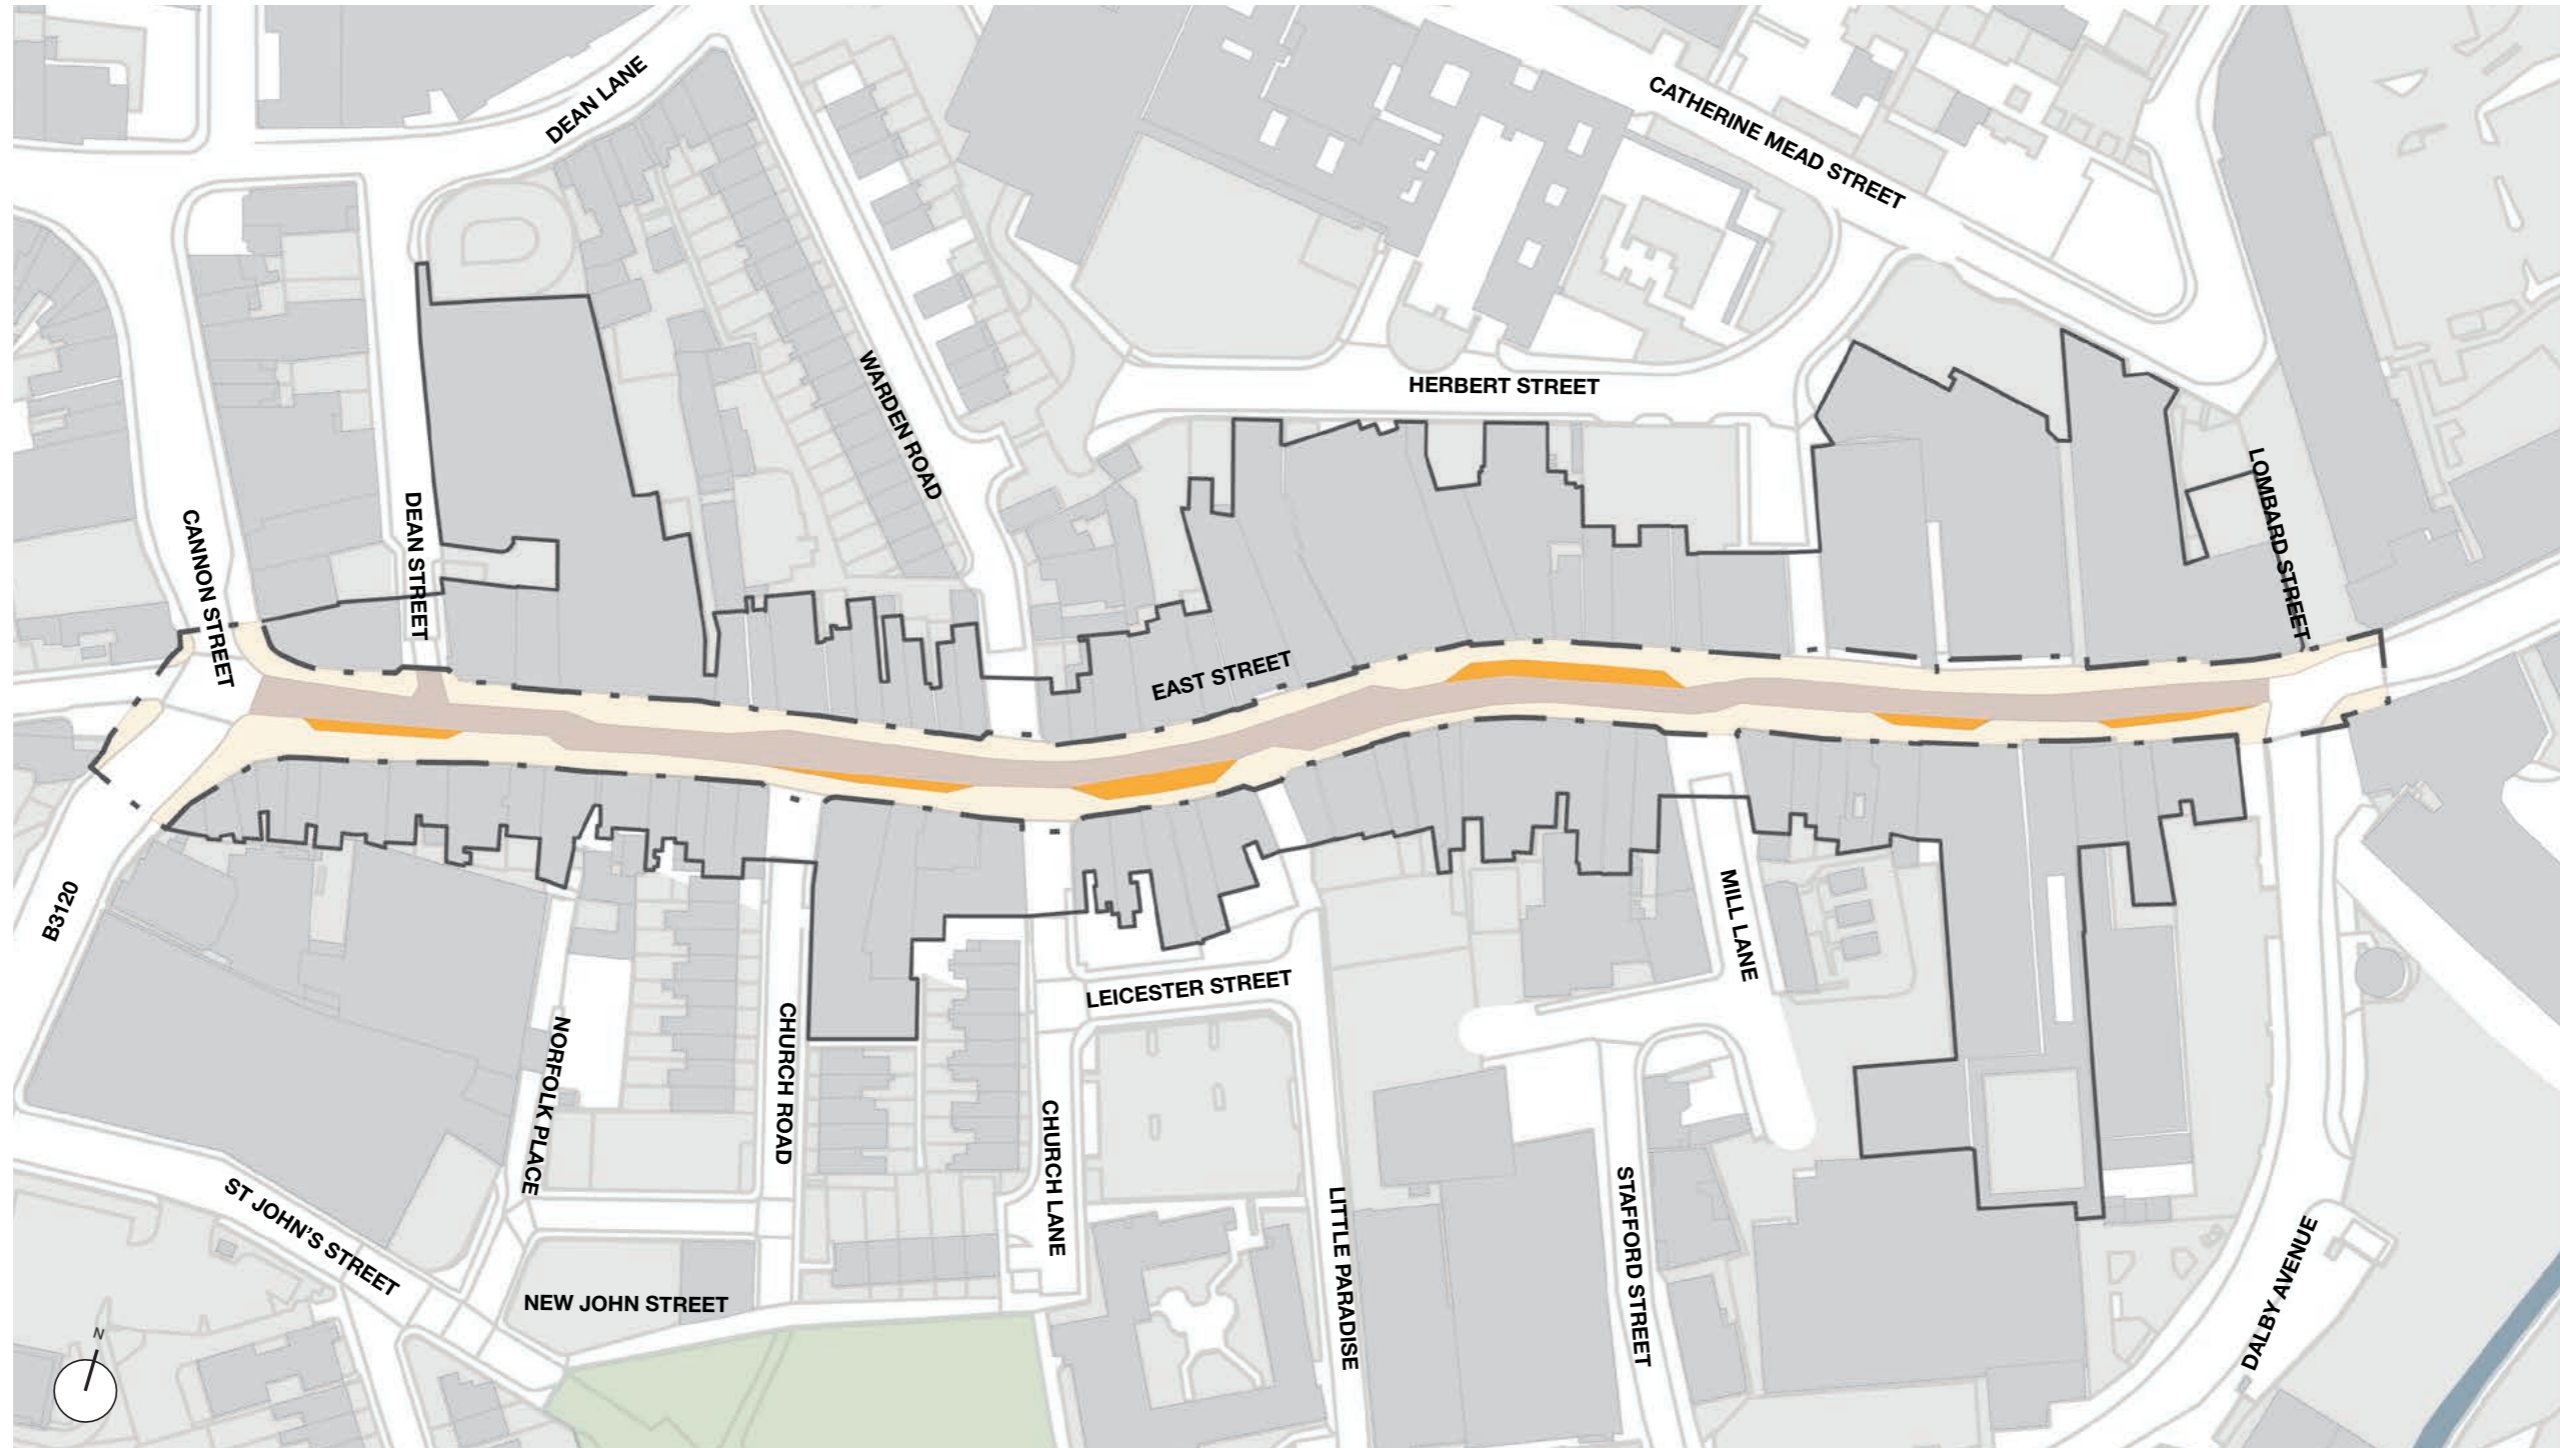 DEAN LANE
CATHERINE MEAD STREET
HERBERT STREET
WARDEN ROAD
DEAN STREET
CANNON STREET
LOMBARD STREET
EAST STREET
B3120
MILL LANE
LEICESTER STREET
NORFOLK PLACE
CHURCH ROAD
CHURCH LANE
ST JOHN'S STREET
LITTLE PARADISE
STAFFORD STREET
DALBY AVENUE
NEW JOHN STREET
N